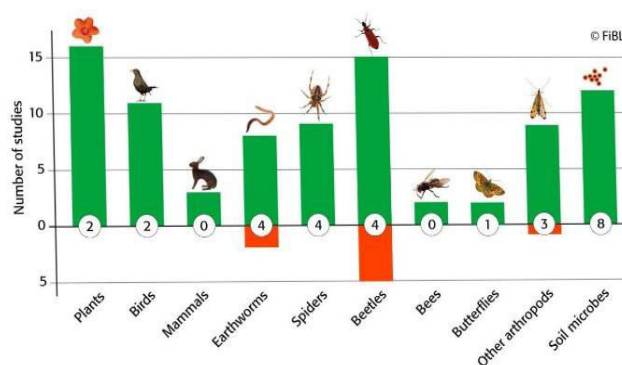 © FiBL
Number of studies
15
10
5
0
5
2
2
0
4
4
4
0
1
3
8
Plants
Birds
Mammals
Earthworms
Spiders
Beetles
Bees
Butterflies
Other arthropods
Soil microbes